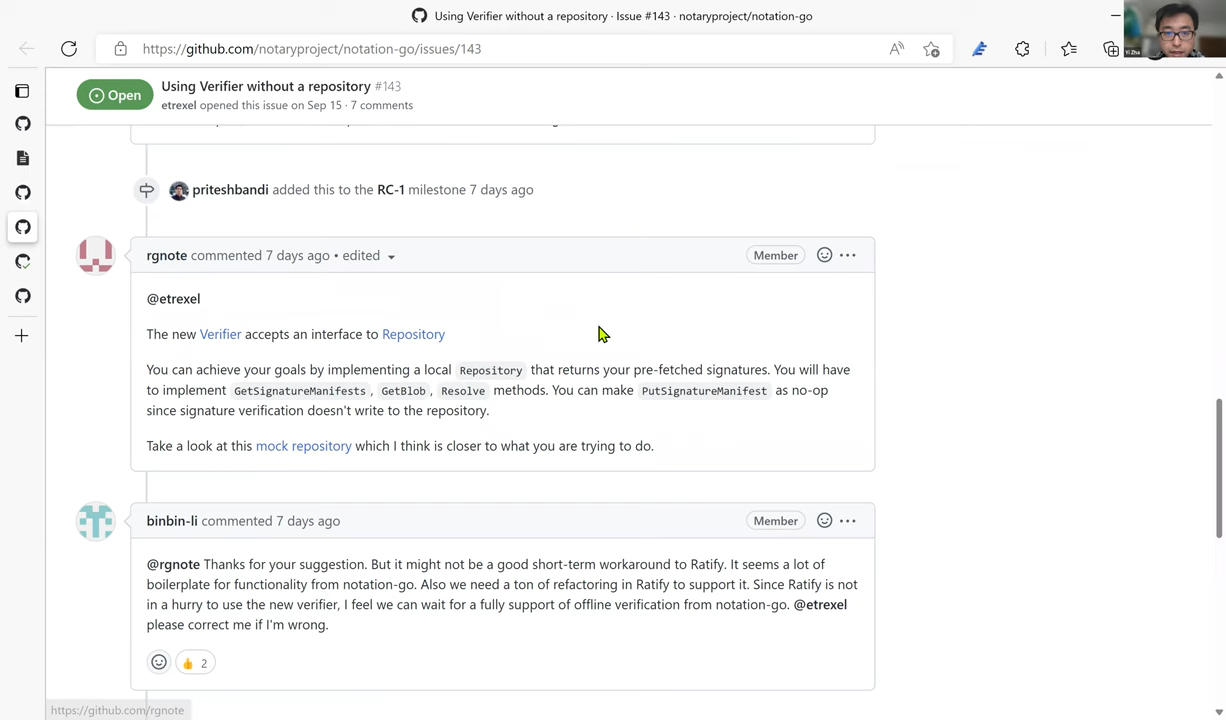 Using Verifier without a repository · Issue #143 · notaryproject/notation-go
https://github.com/notaryproject/notation-go/issues/143
Yi Zha
Open
Using Verifier without a repository #143
etrexel opened this issue on Sep 15 · 7 comments
priteshbandi added this to the RC-1 milestone 7 days ago
rgnote commented 7 days ago • edited
Member
@etrexel
The new Verifier accepts an interface to Repository
You can achieve your goals by implementing a local Repository that returns your pre-fetched signatures. You will have
to implement GetSignatureManifests, GetBlob, Resolve methods. You can make PutSignatureManifest as no-op
since signature verification doesn't write to the repository.
Take a look at this mock repository which I think is closer to what you are trying to do.
binbin-li commented 7 days ago
Member
@rgnote Thanks for your suggestion. But it might not be a good short-term workaround to Ratify. It seems a lot of
boilerplate for functionality from notation-go. Also we need a ton of refactoring in Ratify to support it. Since Ratify is not
in a hurry to use the new verifier, I feel we can wait for a fully support of offline verification from notation-go. @etrexel
please correct me if I'm wrong.
👍 2
https://github.com/rgnote